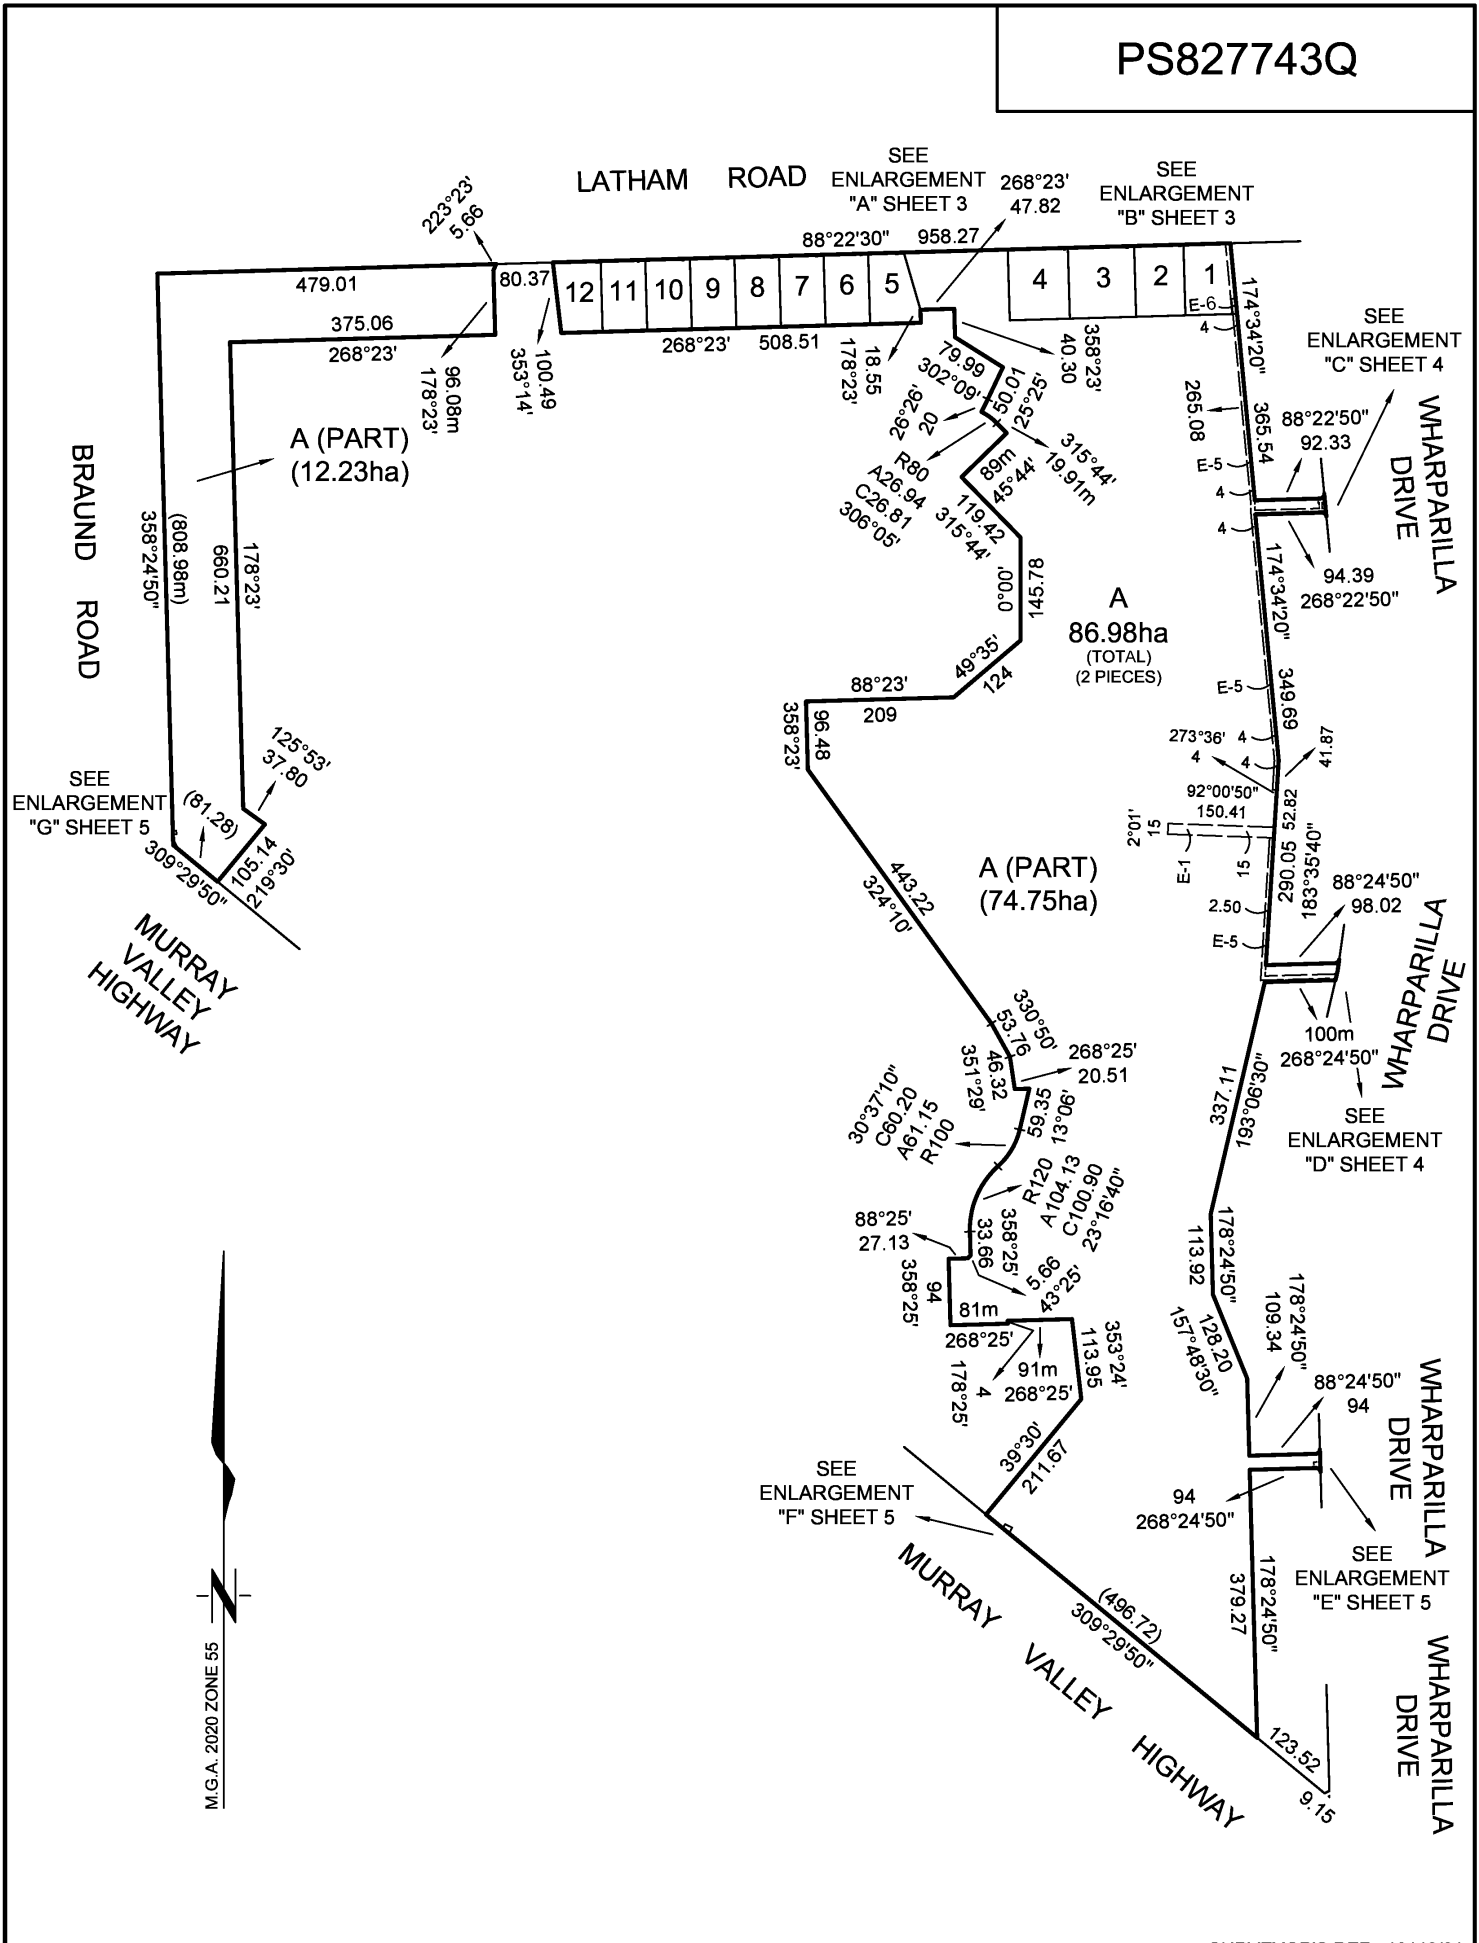 PS827743Q
LATHAM ROAD
SEE
ENLARGEMENT
"A" SHEET 3
268°23'
47.82
SEE
ENLARGEMENT
"B" SHEET 3
223°23'
5.66
88°22'30" 958.27
479.01
80.37
375.06
268°23'
12
11
10
9
8
7
6
5
4
3
2
1
E-6
4
268°23' 508.51
96.08m
178°23'
100.49
353°14'
18.55
178°23'
40.30
358°23'
79.99
302°09'
50.01
25°25'
26°26'
20
315°44'
19.91m
R80
A26.94
C26.81
306°05'
89m
45°44'
119.42
315°44'
174°34'20"
365.54
265.08
SEE
ENLARGEMENT
"C" SHEET 4
88°22'50"
92.33
E-5
4
4
94.39
268°22'50"
WHARPARILLA
DRIVE
A (PART)
(12.23ha)
BRAUND ROAD
358°24'50"
(808.98m)
660.21
178°23'
0°00'
145.78
A
86.98ha
(TOTAL)
(2 PIECES)
174°34'20"
349.69
E-5
49°35'
124
88°23'
209
96.48
358°23'
273°36'
4
4
4
41.87
92°00'50"
150.41
52.82
2°01'
15
E-1
15
290.05
183°35'40"
2.50
E-5
125°53'
37.80
SEE
ENLARGEMENT
"G" SHEET 5
(81.28)
309°29'50"
105.14
219°30'
MURRAY
VALLEY
HIGHWAY
A (PART)
(74.75ha)
443.22
324°10'
88°24'50"
98.02
WHARPARILLA
DRIVE
100m
268°24'50"
SEE
ENLARGEMENT
"D" SHEET 4
330°50'
53.76
46.32
351°29'
268°25'
20.51
59.35
13°06'
30°37'10"
C60.20
A61.15
R100
R120
A104.13
C100.90
23°16'40"
337.11
193°06'30"
88°25'
27.13
33.66
358°25'
5.66
43°25'
94
358°25'
81m
268°25'
4
178°25'
91m
268°25'
353°24'
113.95
113.92
178°24'50"
128.20
157°48'30"
178°24'50"
109.34
88°24'50"
94
WHARPARILLA
DRIVE
39°30'
211.67
SEE
ENLARGEMENT
"F" SHEET 5
94
268°24'50"
SEE
ENLARGEMENT
"E" SHEET 5
379.27
178°24'50"
(496.72)
309°29'50"
MURRAY VALLEY HIGHWAY
WHARPARILLA
DRIVE
123.52
9.15
M.G.A. 2020 ZONE 55